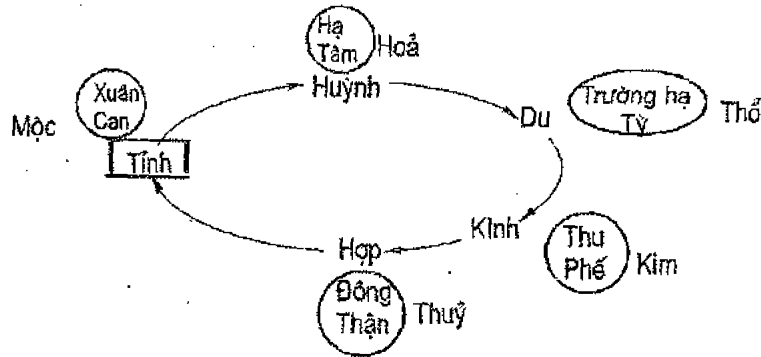 Hạ
Tâm
Hoả
Huỳnh
Xuân
Can
Mộc
Tỉnh
Du
Trường hạ
Tỳ
Thổ
Kinh
Thu
Phế
Kim
Hợp
Đông
Thận
Thuỷ